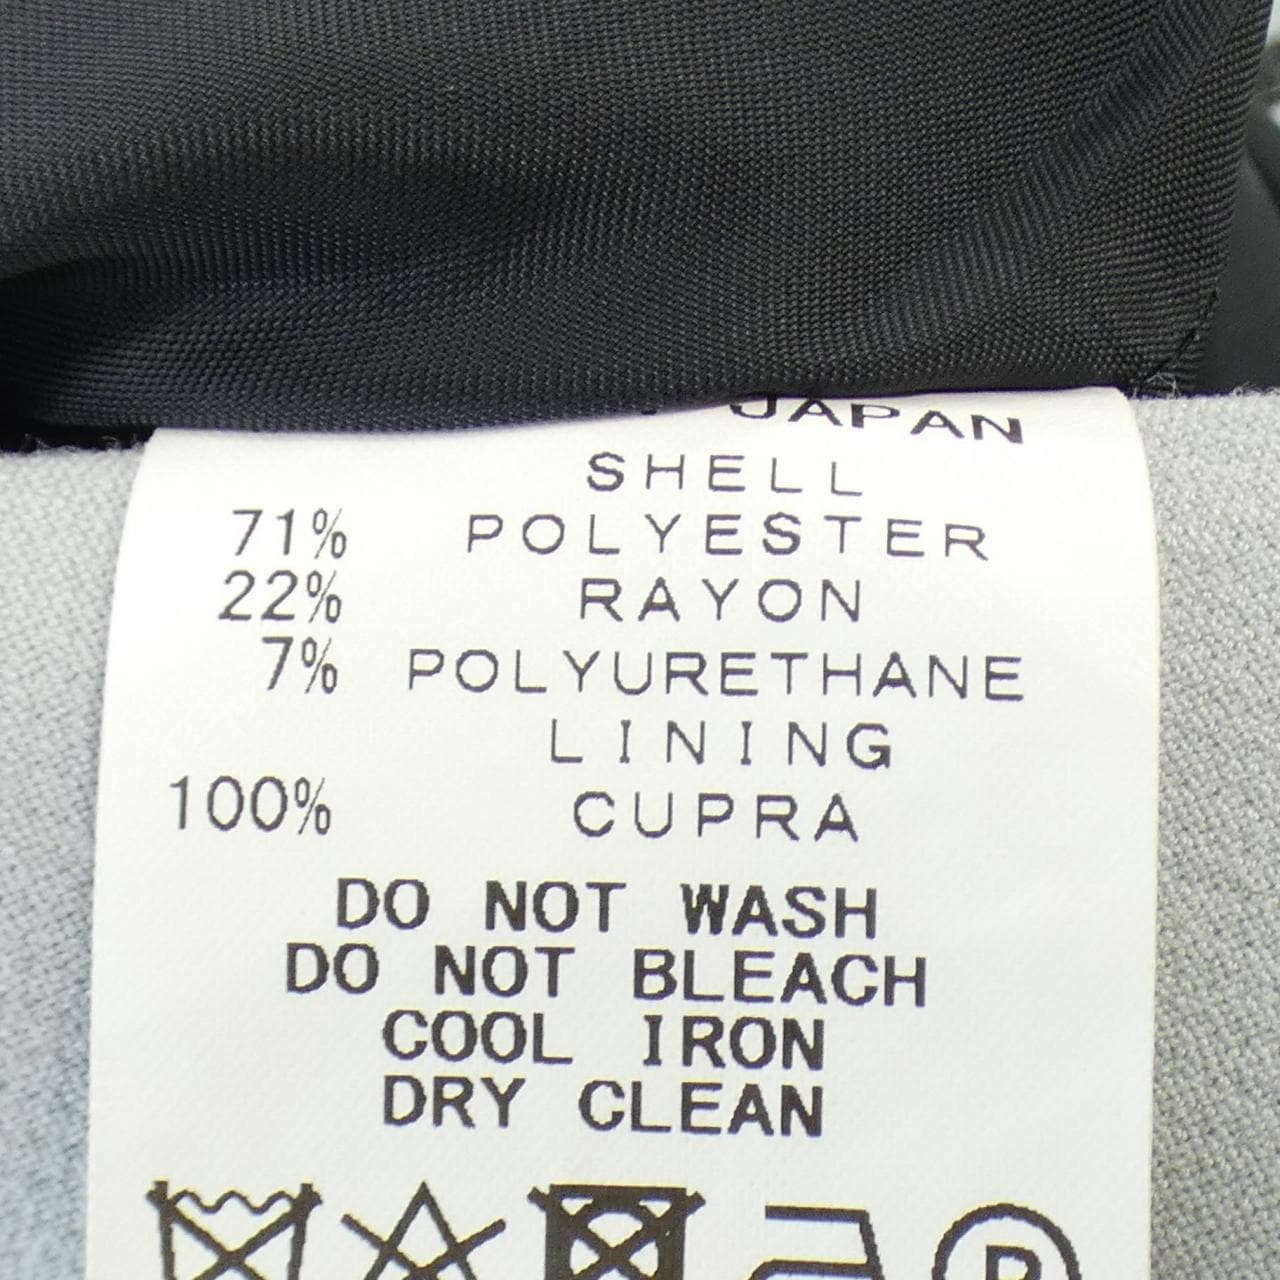 JAPAN
SHELL
71% POLYESTER
22% RAYON
7% POLYURETHANE
LINING
100% CUPRA
DO NOT WASH
DO NOT BLEACH
COOL IRON
DRY CLEAN
P